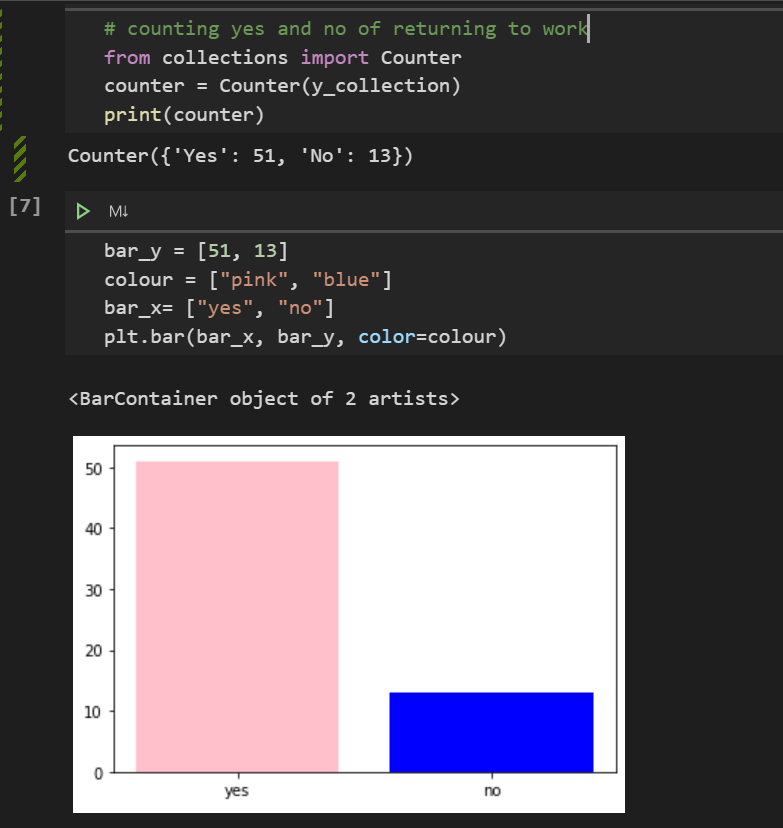 # counting yes and no of returning to work
from collections import Counter
counter = Counter(y_collection)
print(counter)
Counter({'Yes': 51, 'No': 13})
[7]
M↓
bar_y = [51, 13]
colour = ["pink", "blue"]
bar_x= ["yes", "no"]
plt.bar(bar_x, bar_y, color=colour)
<BarContainer object of 2 artists>
50
40
30
20
10
0
yes no